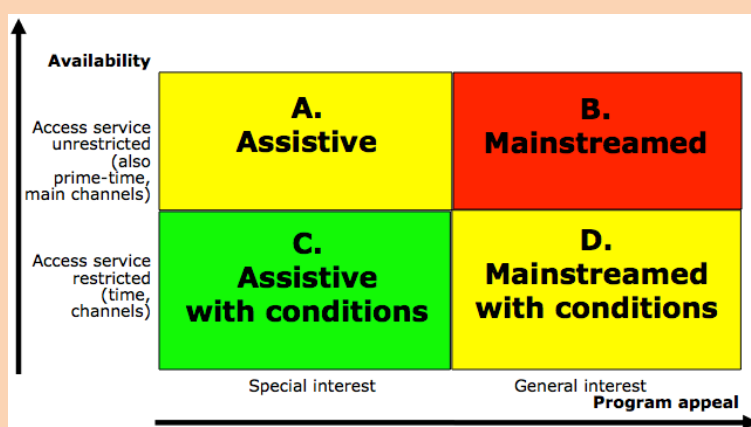 Availability
Access service
unrestricted
(also
prime-time,
main channels)
A.
Assistive
B.
Mainstreamed
Access service
restricted
(time,
channels)
C.
Assistive
with conditions
D.
Mainstreamed
with conditions
Special interest
General interest
Program appeal